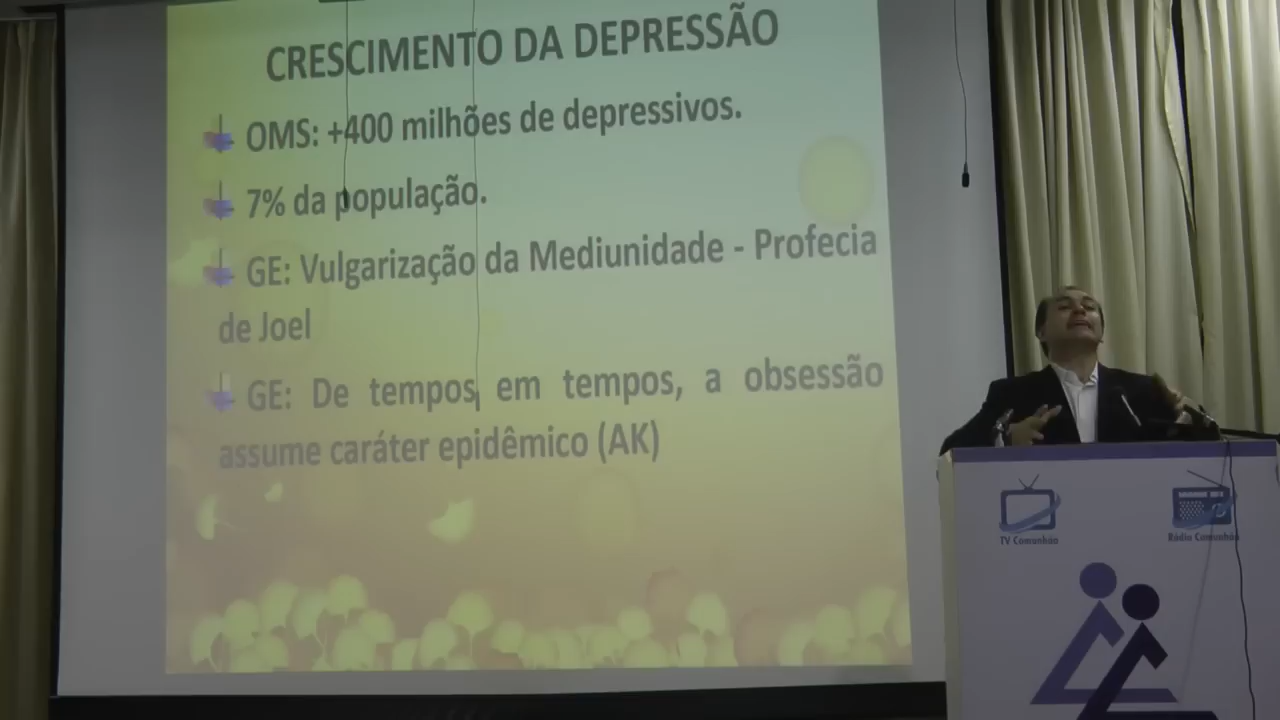 CRESCIMENTO DA DEPRESSÃO
OMS: +400 milhões de depressivos.
7% da população.
GE: Vulgarização da Mediunidade - Profecia
de Joel
GE: De tempos em tempos, a obsessão
assume caráter epidêmico (AK)
TV Comunhão
Rádio Comunhão